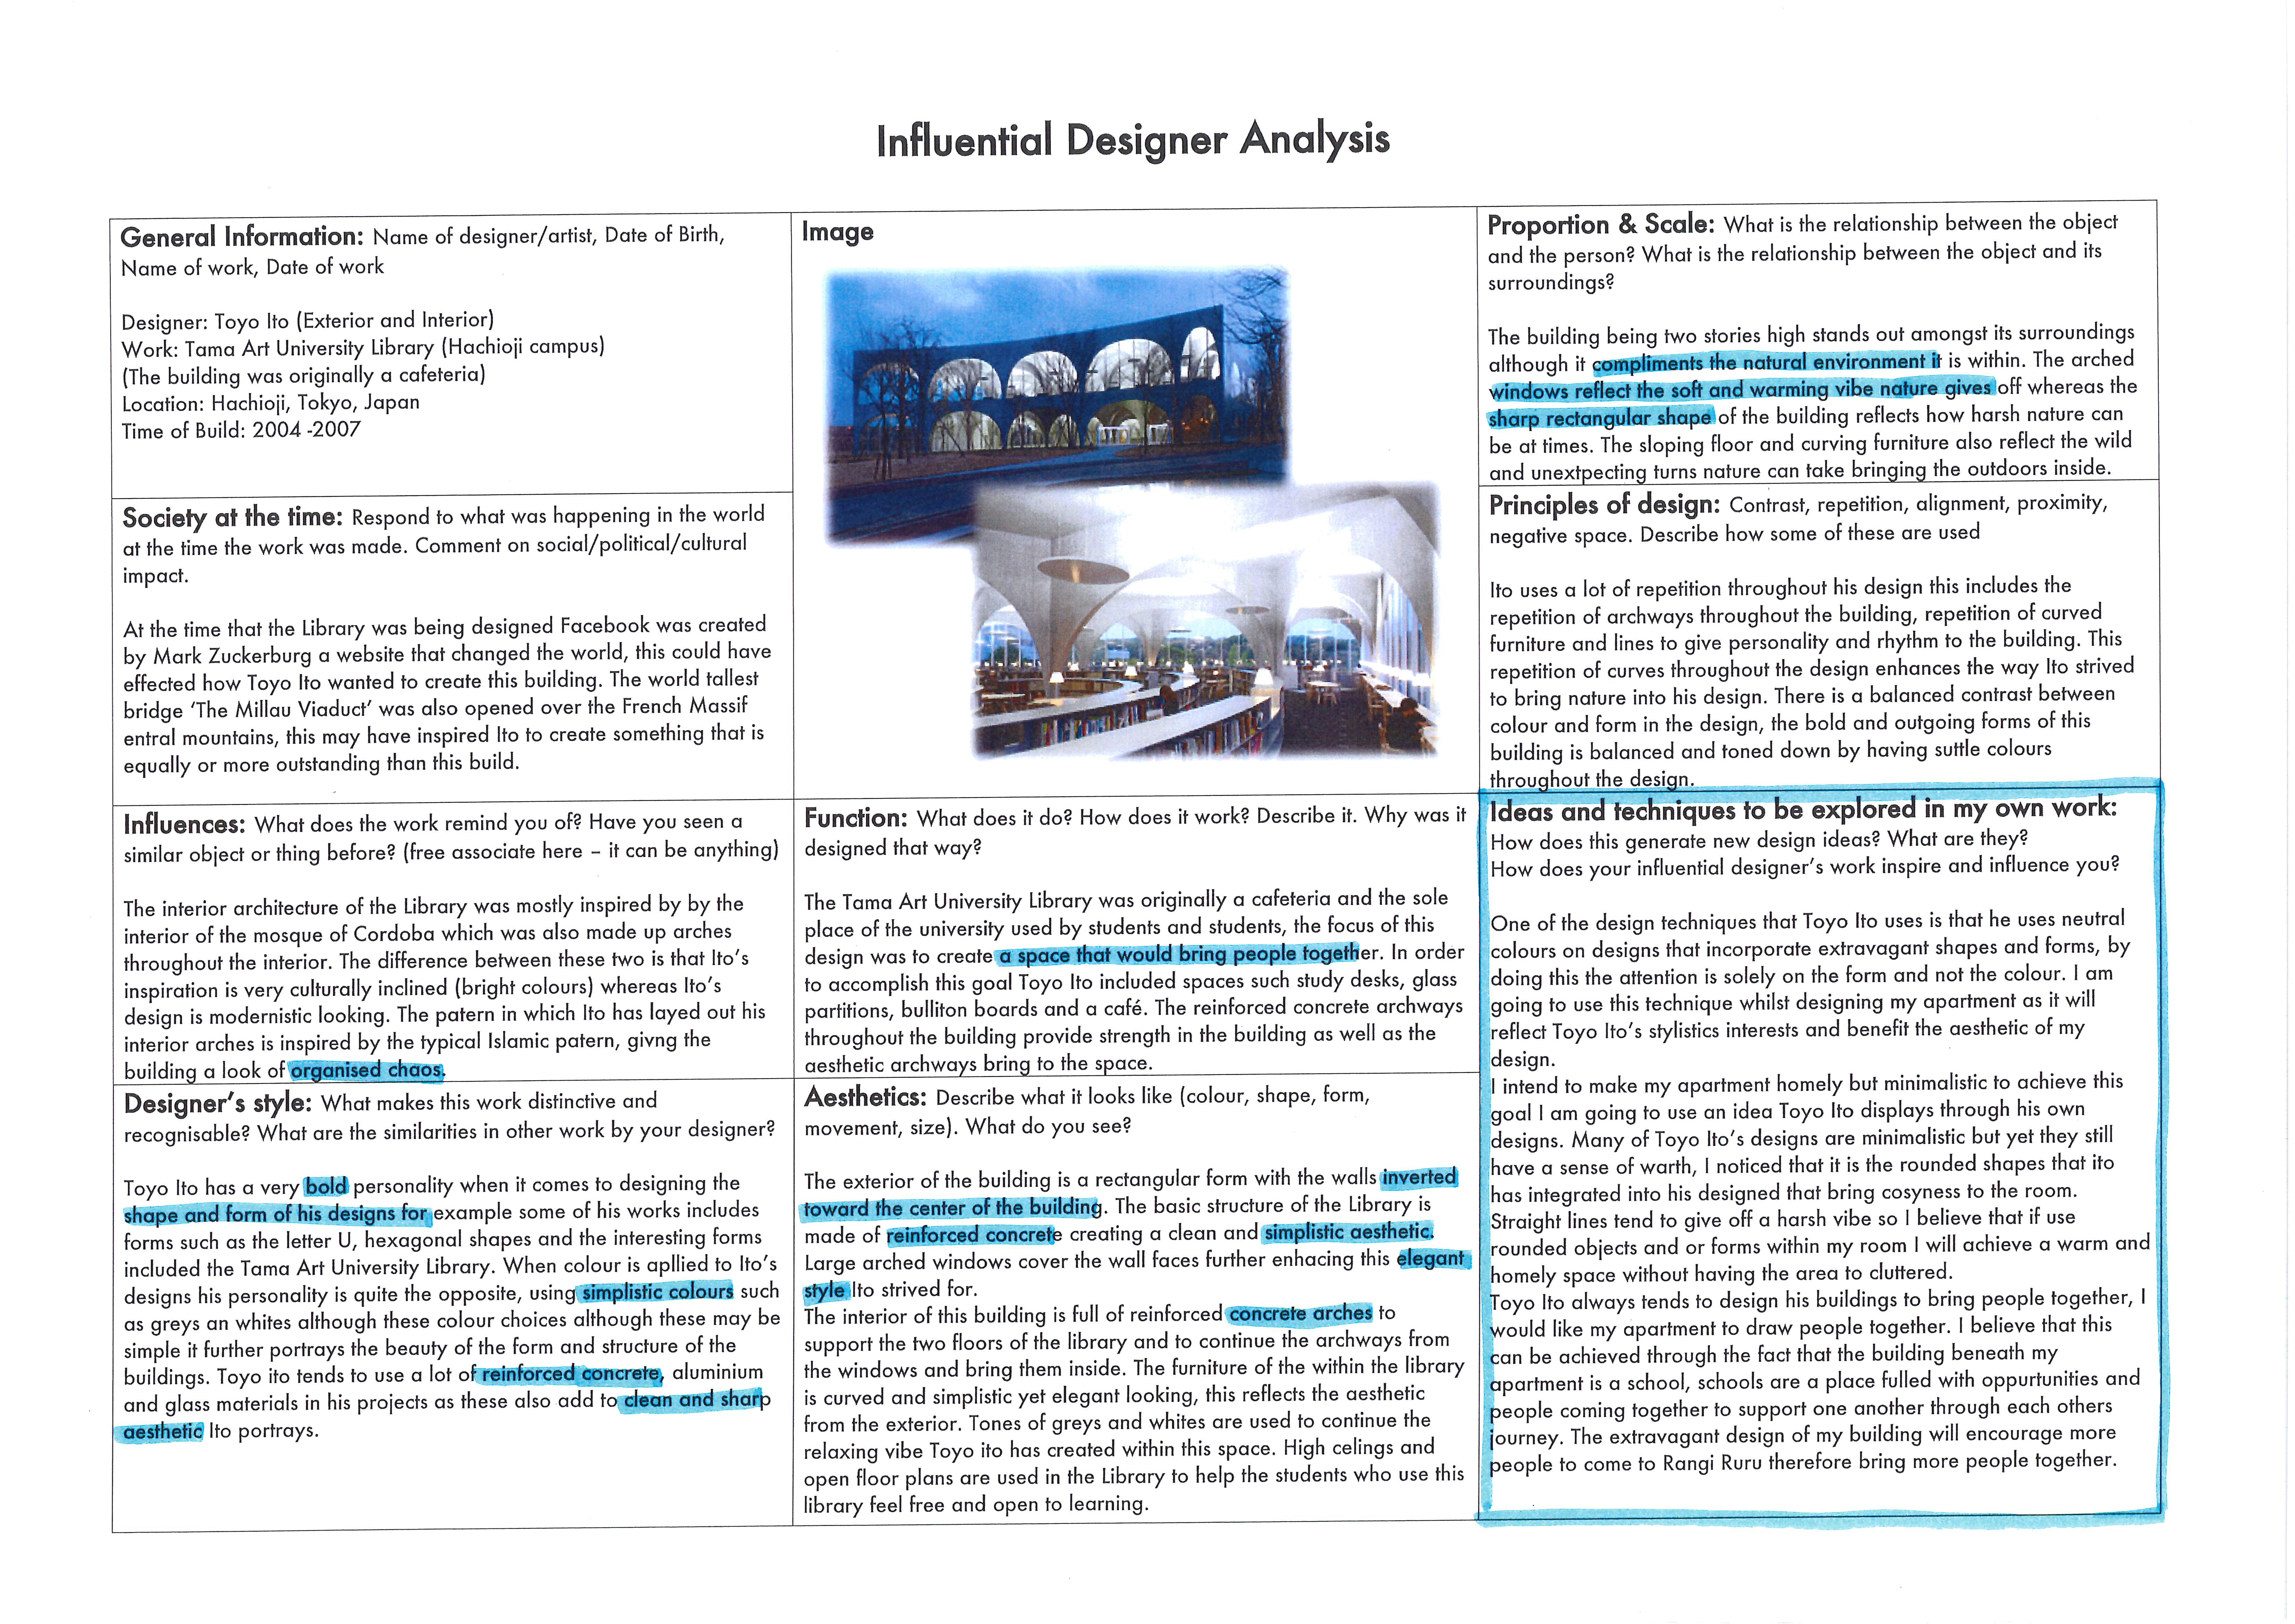 Influential Designer Analysis
General Information: Name of designer/artist, Date of Birth,
Name of work, Date of work
Designer: Toyo Ito (Exterior and Interior)
Work: Tama Art University Library (Hachioji campus)
(The building was originally a cafeteria)
Location: Hachioji, Tokyo, Japan
Time of Build: 2004 -2007
Society at the time: Respond to what was happening in the world
at the time the work was made. Comment on social/political/cultural
impact.
At the time that the Library was being designed Facebook was created
by Mark Zuckerburg a website that changed the world, this could have
effected how Toyo Ito wanted to create this building. The world tallest
bridge ‘The Millau Viaduct’ was also opened over the French Massif
entral mountains, this may have inspired Ito to create something that is
equally or more outstanding than this build.
Influences: What does the work remind you of? Have you seen a
similar object or thing before? (free associate here – it can be anything)
The interior architecture of the Library was mostly inspired by by the
interior of the mosque of Cordoba which was also made up arches
throughout the interior. The difference between these two is that Ito’s
inspiration is very culturally inclined (bright colours) whereas Ito’s
design is modernistic looking. The patern in which Ito has layed out his
interior arches is inspired by the typical Islamic patern, givng the
building a look of organised chaos.
Designer’s style: What makes this work distinctive and
recognisable? What are the similarities in other work by your designer?
Toyo Ito has a very bold personality when it comes to designing the
shape and form of his designs for example some of his works includes
forms such as the letter U, hexagonal shapes and the interesting forms
included the Tama Art University Library. When colour is apllied to Ito’s
designs his personality is quite the opposite, using simplistic colours such
as greys an whites although these colour choices although these may be
simple it further portrays the beauty of the form and structure of the
buildings. Toyo ito tends to use a lot of reinforced concrete, aluminium
and glass materials in his projects as these also add to clean and sharp
aesthetic Ito portrays.
Image
Function: What does it do? How does it work? Describe it. Why was it
designed that way?
The Tama Art University Library was originally a cafeteria and the sole
place of the university used by students and students, the focus of this
design was to create a space that would bring people together. In order
to accomplish this goal Toyo Ito included spaces such study desks, glass
partitions, bulliton boards and a café. The reinforced concrete archways
throughout the building provide strength in the building as well as the
aesthetic archways bring to the space.
Aesthetics: Describe what it looks like (colour, shape, form,
movement, size). What do you see?
The exterior of the building is a rectangular form with the walls inverted
toward the center of the building. The basic structure of the Library is
made of reinforced concrete creating a clean and simplistic aesthetic.
Large arched windows cover the wall faces further enhacing this elegant
style Ito strived for.
The interior of this building is full of reinforced concrete arches to
support the two floors of the library and to continue the archways from
the windows and bring them inside. The furniture of the within the library
is curved and simplistic yet elegant looking, this reflects the aesthetic
from the exterior. Tones of greys and whites are used to continue the
relaxing vibe Toyo ito has created within this space. High celings and
open floor plans are used in the Library to help the students who use this
library feel free and open to learning.
Proportion & Scale: What is the relationship between the object
and the person? What is the relationship between the object and its
surroundings?
The building being two stories high stands out amongst its surroundings
although it compliments the natural environment it is within. The arched
windows reflect the soft and warming vibe nature gives off whereas the
sharp rectangular shape of the building reflects how harsh nature can
be at times. The sloping floor and curving furniture also reflect the wild
and unextpecting turns nature can take bringing the outdoors inside.
Principles of design: Contrast, repetition, alignment, proximity,
negative space. Describe how some of these are used
Ito uses a lot of repetition throughout his design this includes the
repetition of archways throughout the building, repetition of curved
furniture and lines to give personality and rhythm to the building. This
repetition of curves throughout the design enhances the way Ito strived
to bring nature into his design. There is a balanced contrast between
colour and form in the design, the bold and outgoing forms of this
building is balanced and toned down by having suttle colours
throughout the design.
Ideas and techniques to be explored in my own work:
How does this generate new design ideas? What are they?
How does your influential designer’s work inspire and influence you?
One of the design techniques that Toyo Ito uses is that he uses neutral
colours on designs that incorporate extravagant shapes and forms, by
doing this the attention is solely on the form and not the colour. I am
going to use this technique whilst designing my apartment as it will
reflect Toyo Ito’s stylistics interests and benefit the aesthetic of my
design.
I intend to make my apartment homely but minimalistic to achieve this
goal I am going to use an idea Toyo Ito displays through his own
designs. Many of Toyo Ito’s designs are minimalistic but yet they still
have a sense of warth, I noticed that it is the rounded shapes that ito
has integrated into his designed that bring cosyness to the room.
Straight lines tend to give off a harsh vibe so I believe that if use
rounded objects and or forms within my room I will achieve a warm and
homely space without having the area to cluttered.
Toyo Ito always tends to design his buildings to bring people together, I
would like my apartment to draw people together. I believe that this
can be achieved through the fact that the building beneath my
apartment is a school, schools are a place fulled with oppurtunities and
people coming together to support one another through each others
journey. The extravagant design of my building will encourage more
people to come to Rangi Ruru therefore bring more people together.